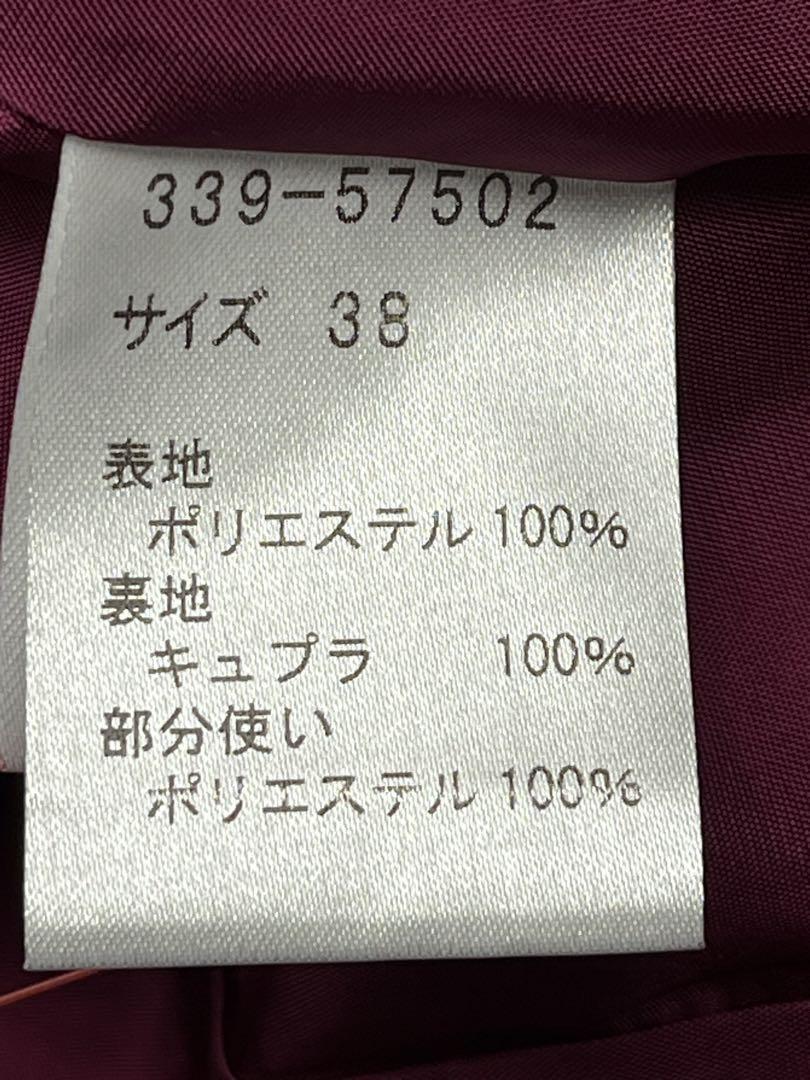 339-57502
サイズ 38
表地
ポリエステル 100%
裏地
キュプラ 100%
部分使い
ポリエステル 100%